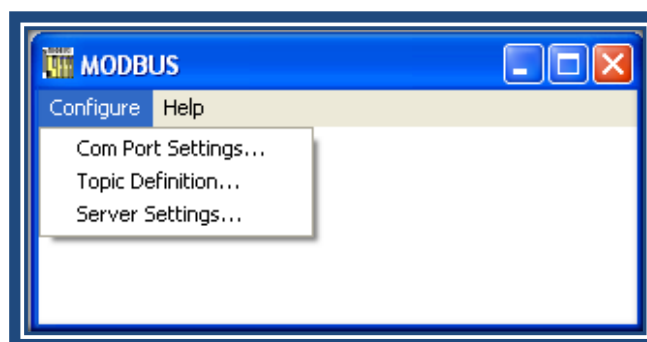 MODBUS
Configure Help
Com Port Settings...
Topic Definition...
Server Settings...